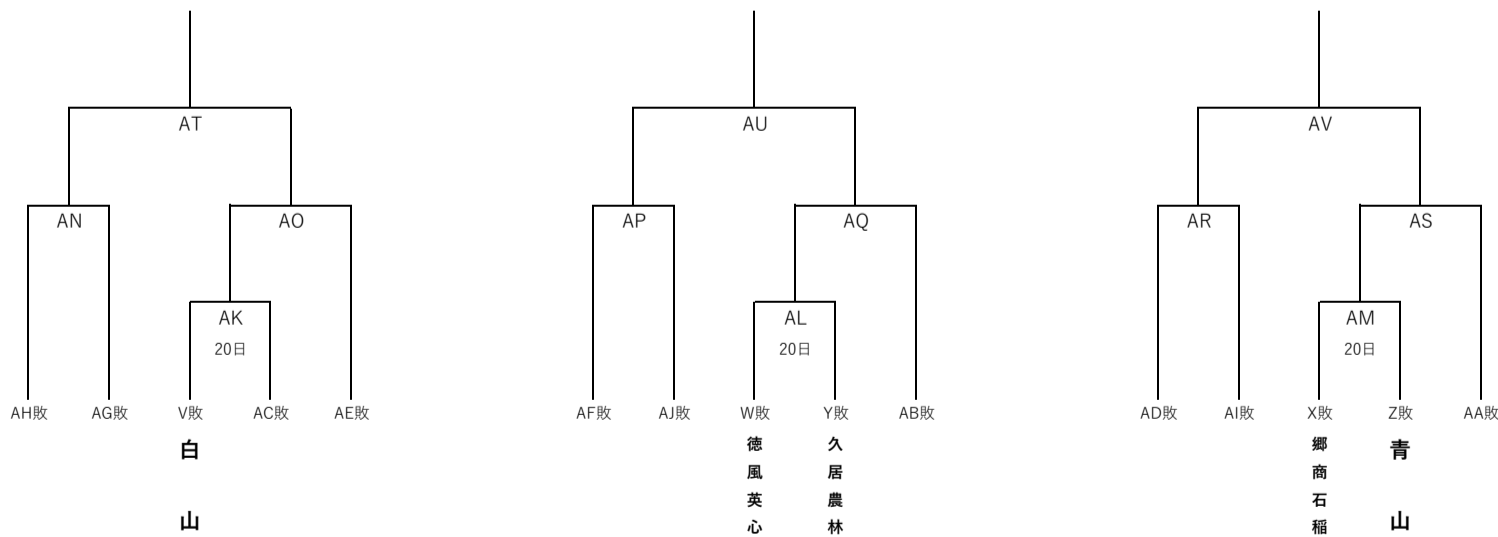 AT AU AV
AN AO AP AQ AR AS
AK AL AM
20日 20日 20日
AH敗 AG敗 V敗 AC敗 AE敗 AF敗 AJ敗 W敗 Y敗 AB敗 AD敗 AI敗 X敗 Z敗 AA敗
白山
徳風英心
久居農林
郷商石稲
青山